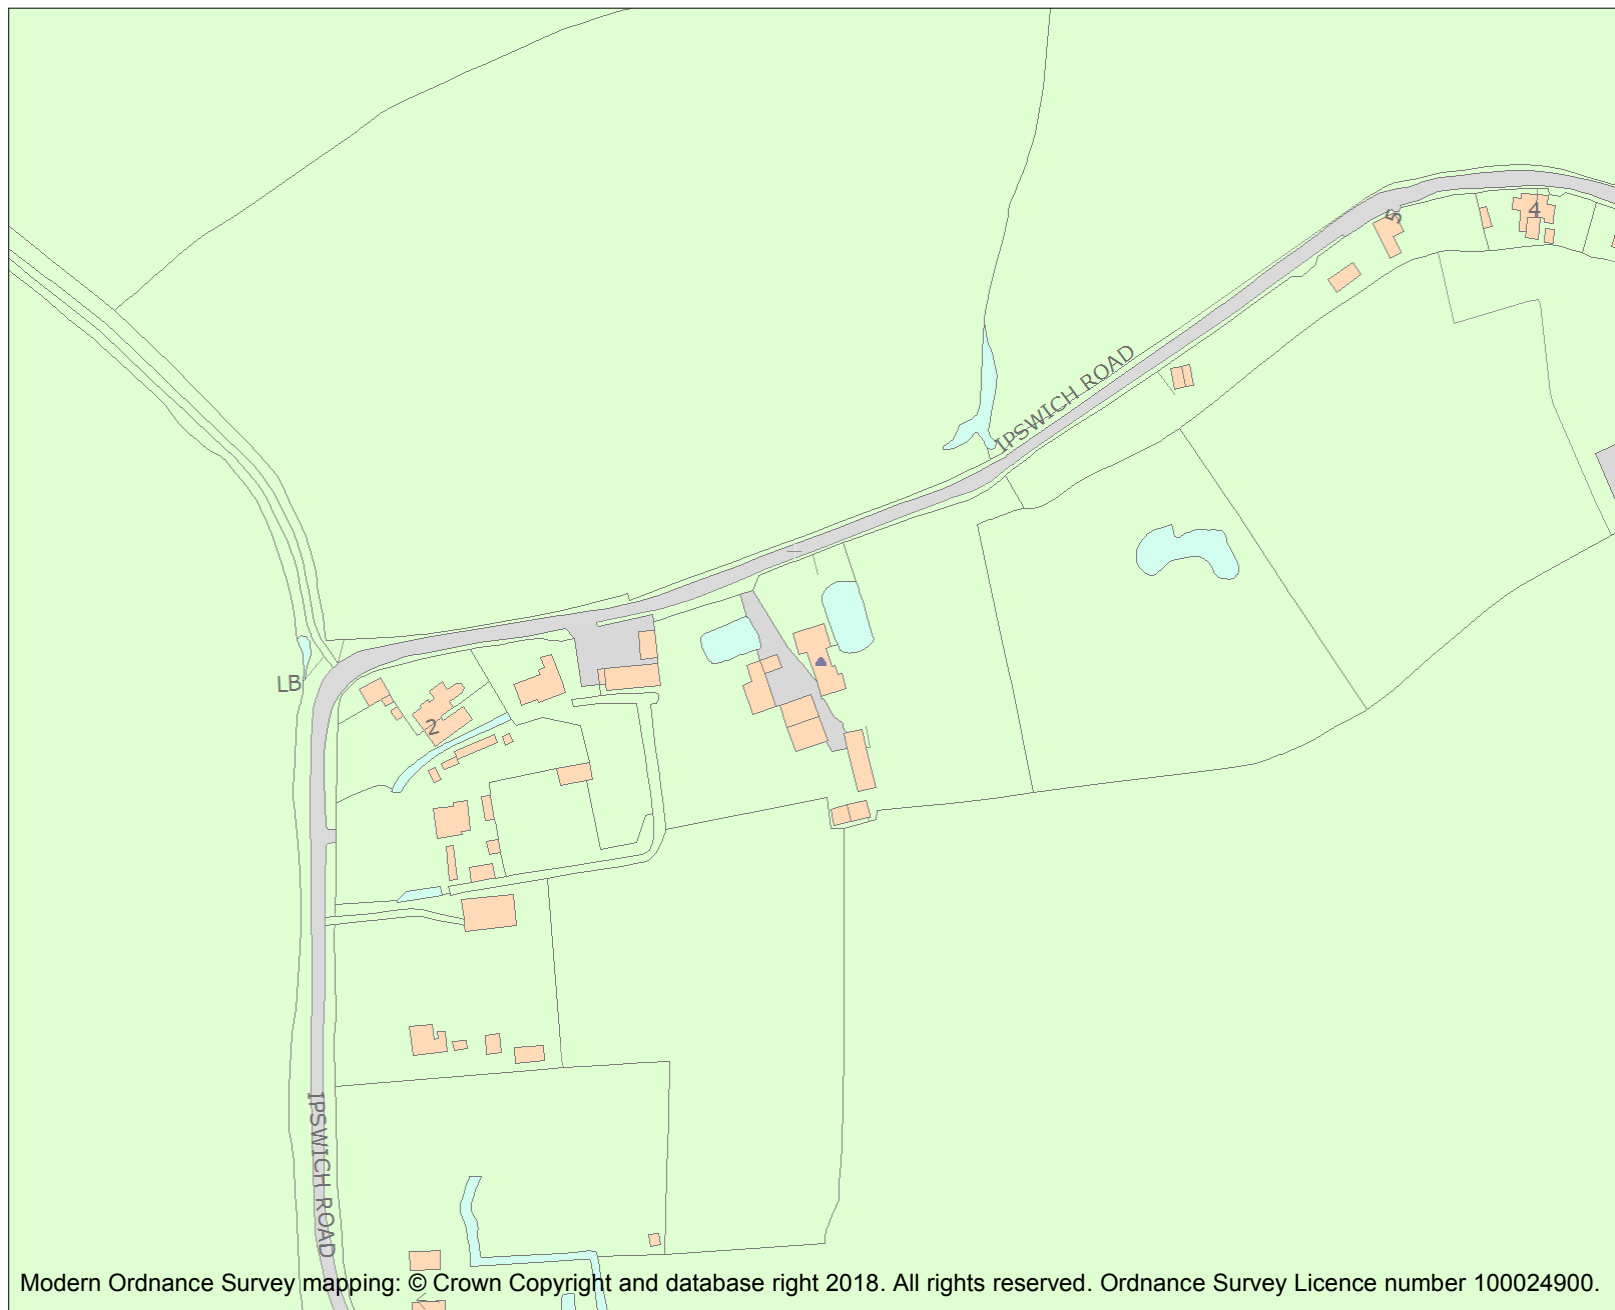 5
4
IPSWICH ROAD
LB
2
IPSWICH ROAD
Modern Ordnance Survey mapping: © Crown Copyright and database right 2018. All rights reserved. Ordnance Survey Licence number 100024900.